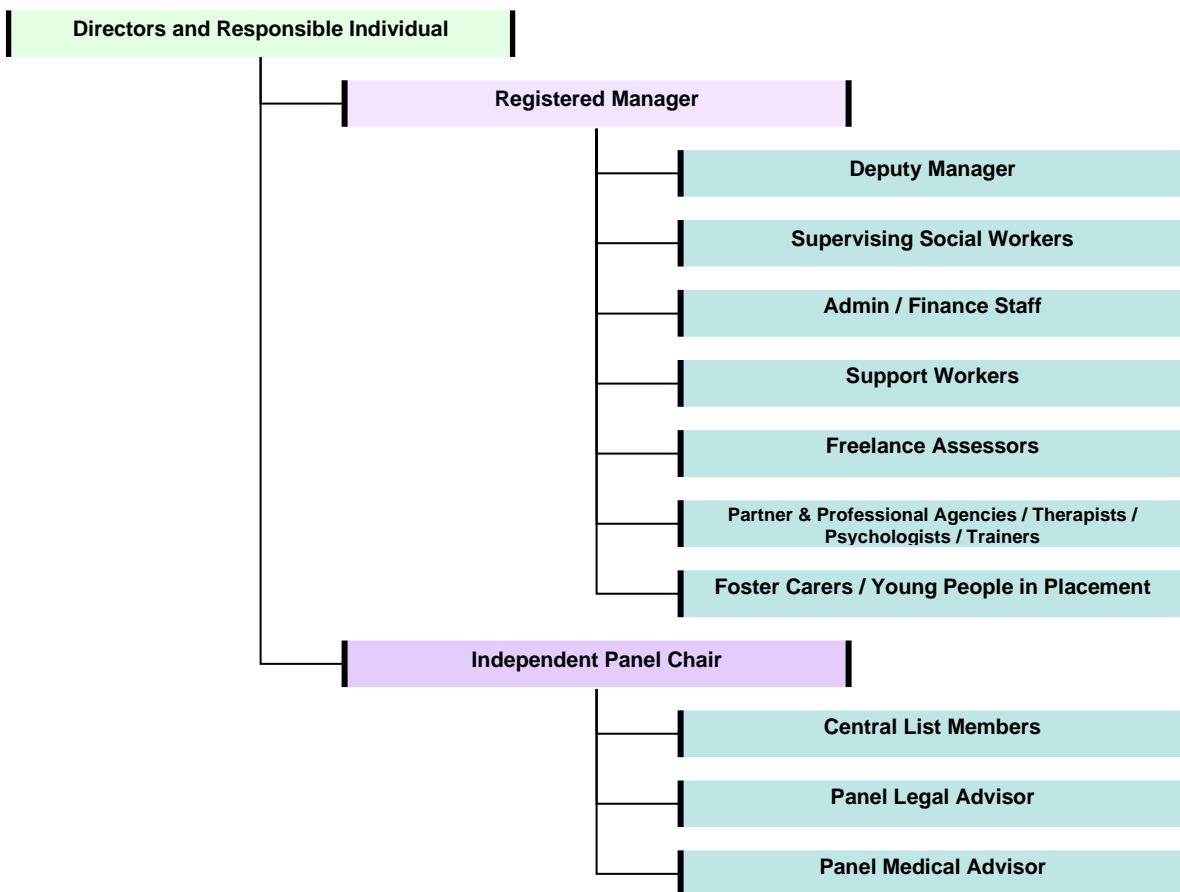 Directors and Responsible Individual
Registered Manager
Deputy Manager
Supervising Social Workers
Admin / Finance Staff
Support Workers
Freelance Assessors
Partner & Professional Agencies / Therapists /
Psychologists / Trainers
Foster Carers / Young People in Placement
Independent Panel Chair
Central List Members
Panel Legal Advisor
Panel Medical Advisor